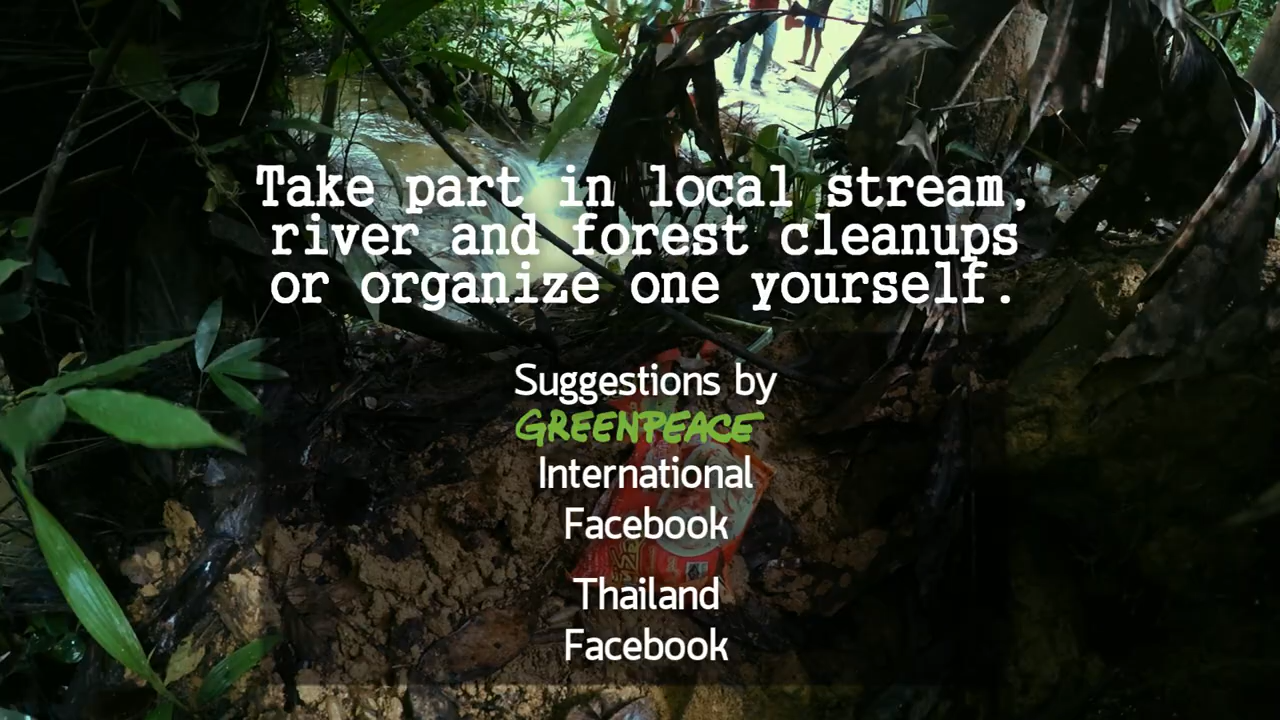 Take part in local stream,
river and forest cleanups
or organize one yourself.
Suggestions by
GREENPEACE
International
Facebook
Thailand
Facebook